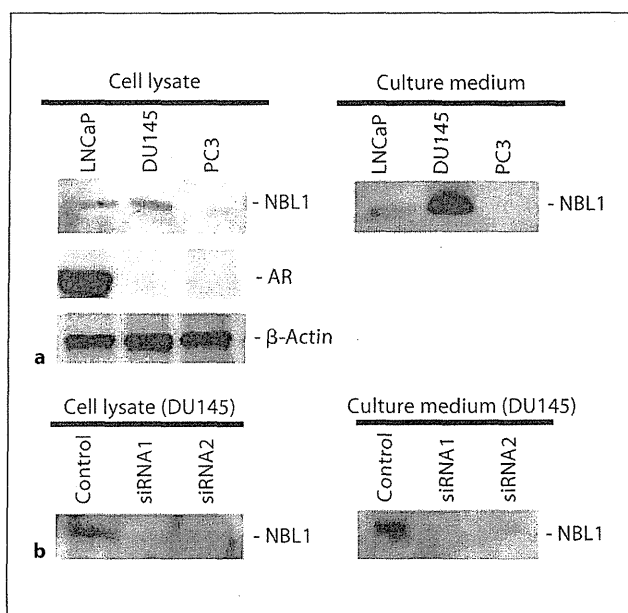 Cell lysate
Culture medium
LNCaP
DU145
PC3
LNCaP
DU145
PC3
- NBL1
- NBL1
- AR
- β-Actin
a
Cell lysate (DU145)
Culture medium (DU145)
Control
siRNA1
siRNA2
Control
siRNA1
siRNA2
- NBL1
- NBL1
b